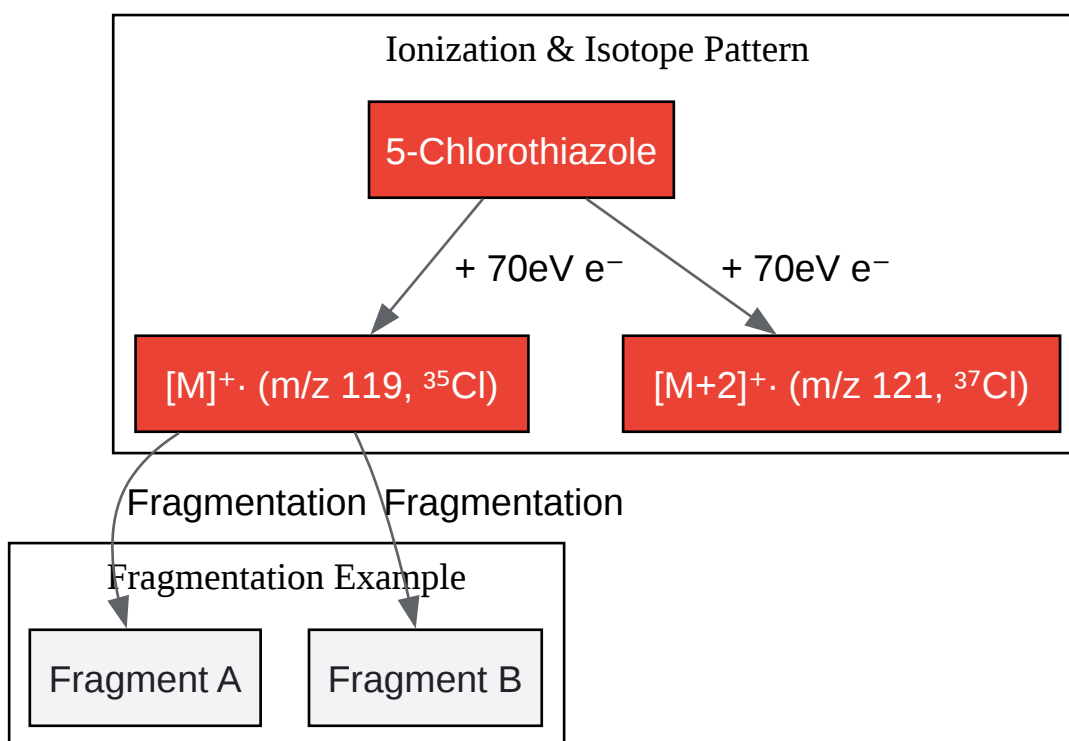 Ionization & Isotope Pattern
5-Chlorothiazole
+ 70eV e⁻
+ 70eV e⁻
[M]⁺· (m/z 119, ³⁵Cl)
[M+2]⁺· (m/z 121, ³⁷Cl)
Fragmentation
Fragmentation
Fragmentation Example
Fragment A
Fragment B